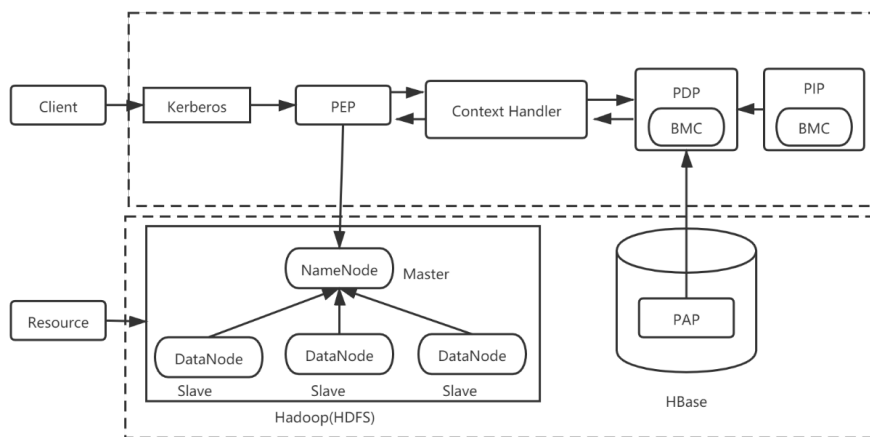 Client
Kerberos
PEP
Context Handler
PDP
BMC
PIP
BMC
NameNode
Master
Resource
DataNode
DataNode
DataNode
Slave
Slave
Slave
Hadoop(HDFS)
PAP
HBase